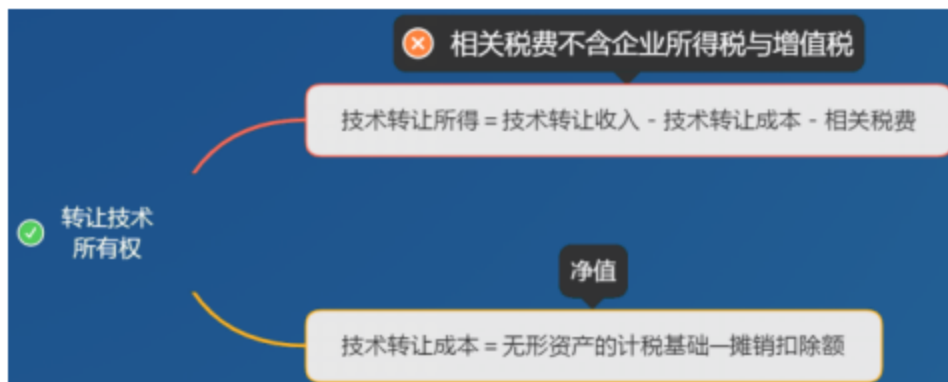 相关税费不含企业所得税与增值税
技术转让所得=技术转让收入-技术转让成本-相关税费
转让技术
所有权
净值
技术转让成本=无形资产的计税基础—摊销扣除额